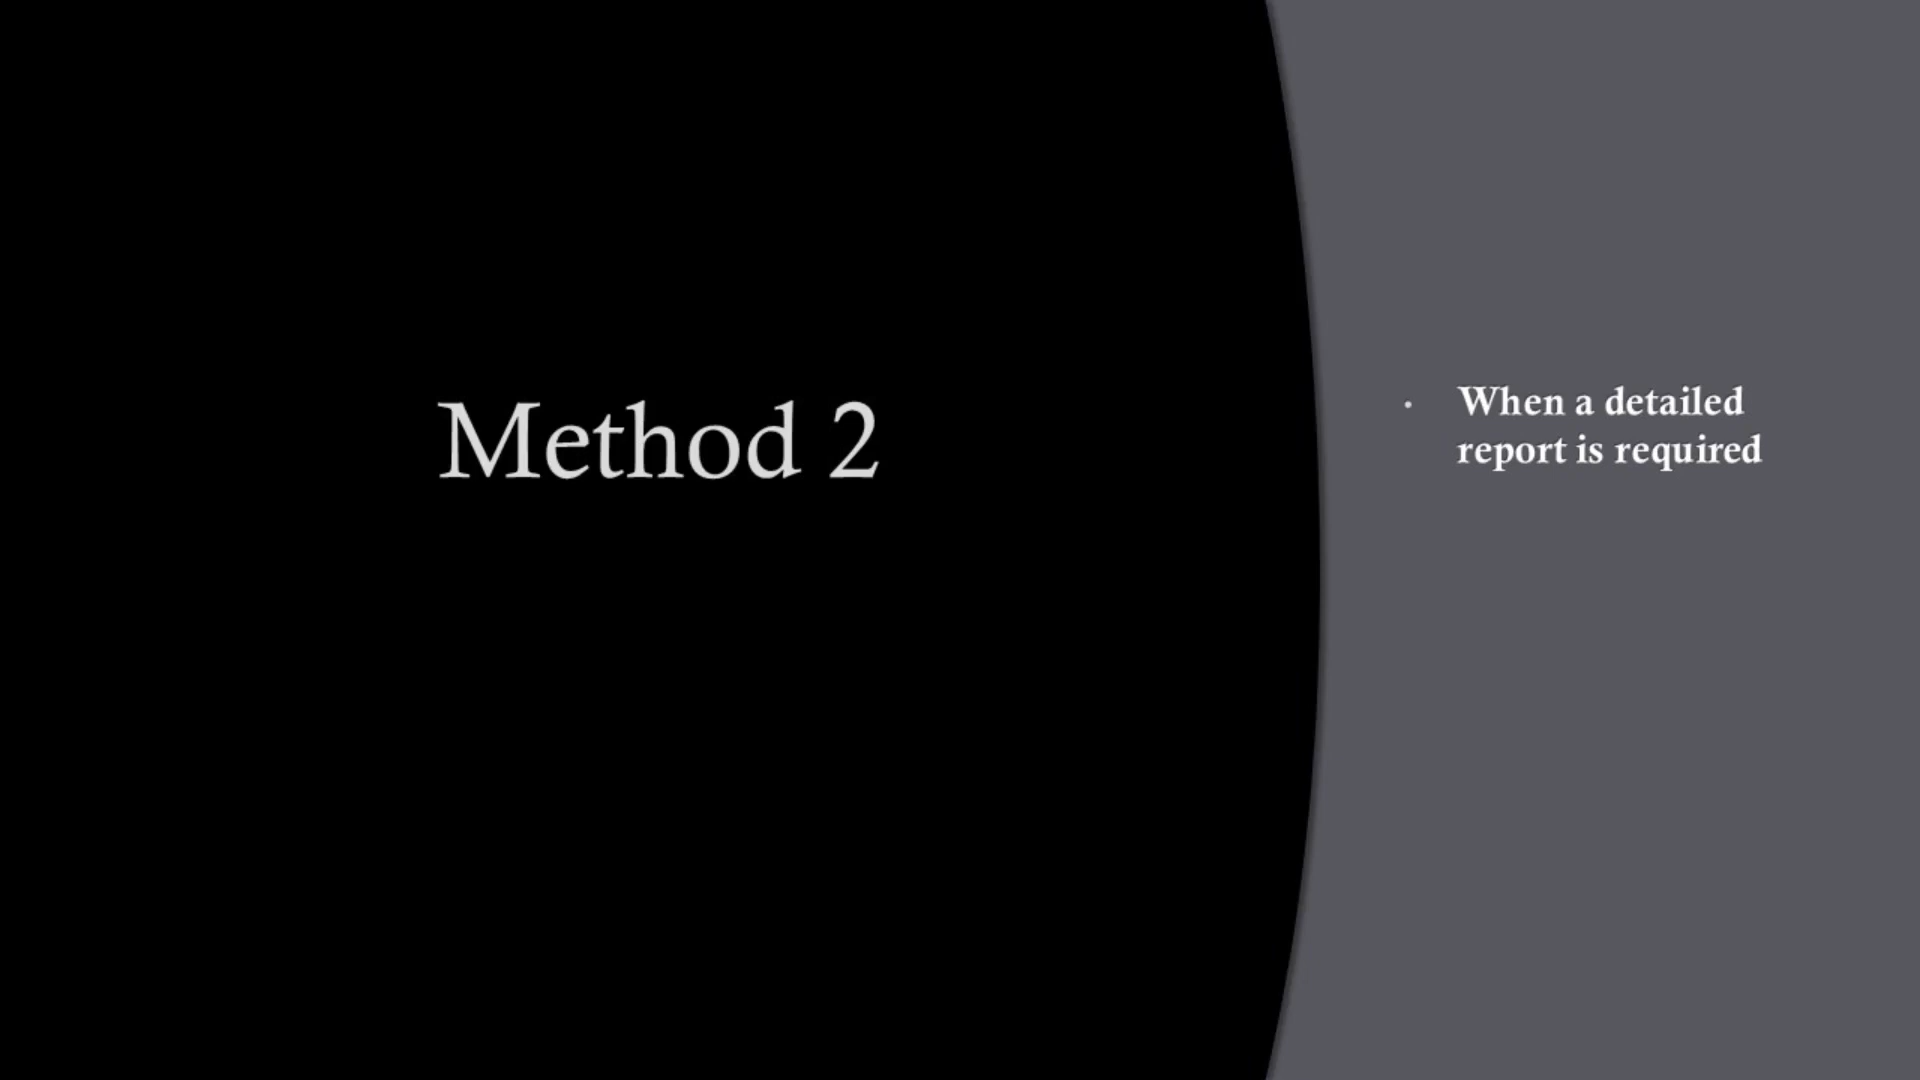 Method 2
· When a detailed
report is required